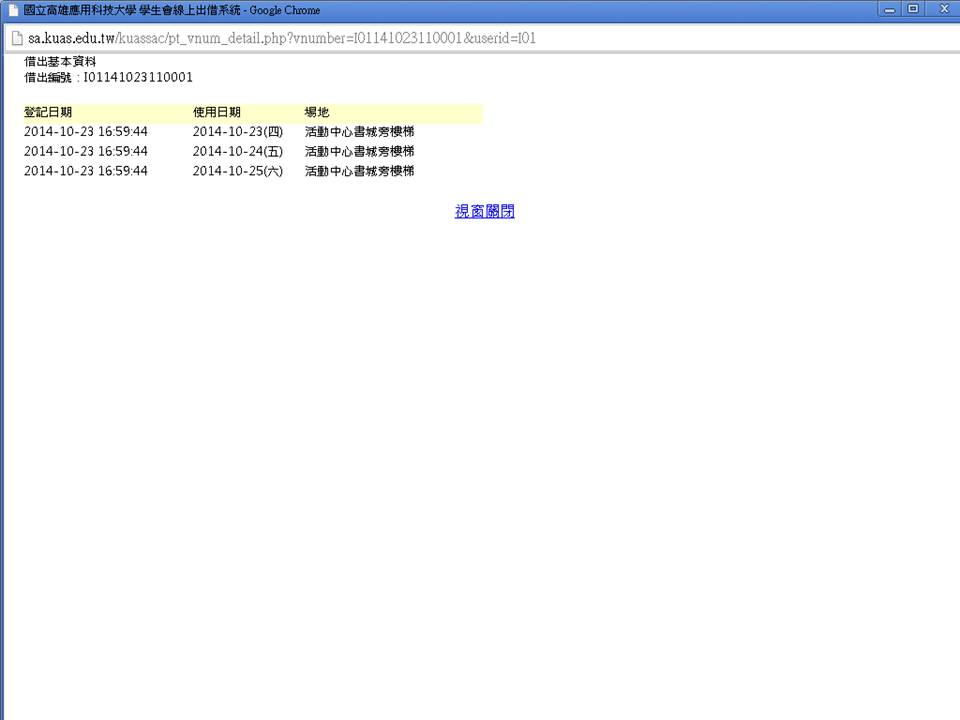 國立高雄應用科技大學 學生會線上出借系統 - Google Chrome
sa.kuas.edu.tw/kuassac/pt_vnum_detail.php?vnumber=I01141023110001&userid=I01
借出基本資料
借出編號：I01141023110001
登記日期 使用日期 場地
2014-10-23 16:59:44 2014-10-23(四) 活動中心書城旁樓梯
2014-10-23 16:59:44 2014-10-24(五) 活動中心書城旁樓梯
2014-10-23 16:59:44 2014-10-25(六) 活動中心書城旁樓梯
視窗關閉